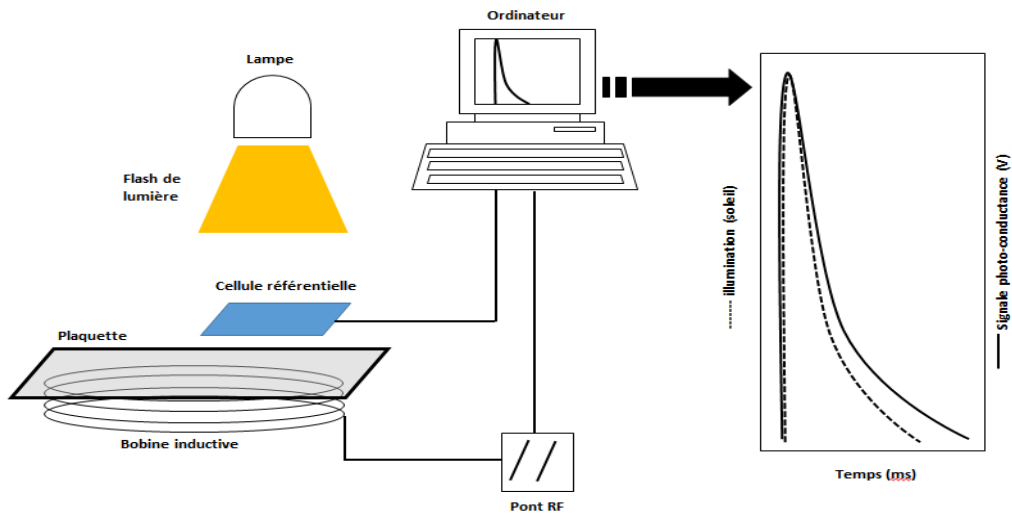 Ordinateur
Lampe
Flash de
lumière
Cellule référentielle
Plaquette
Bobine inductive
Pont RF
------- illumination (soleil)
Signale photo-conductance (V)
Temps (ms)